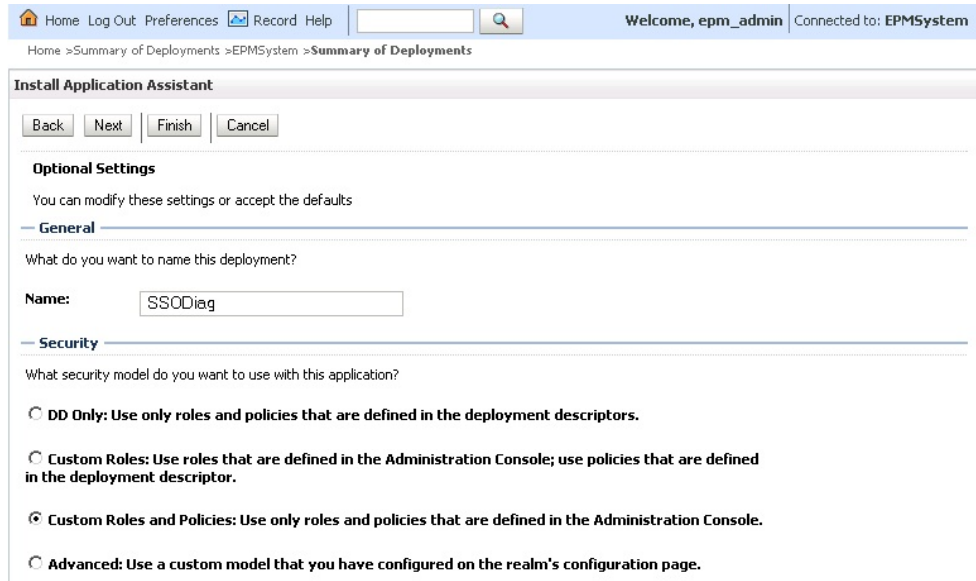 Home Log Out Preferences Record Help
Welcome, epm_admin Connected to: EPMSystem
Home >Summary of Deployments >EPMSystem >Summary of Deployments
Install Application Assistant
Back Next Finish Cancel
Optional Settings
You can modify these settings or accept the defaults
General
What do you want to name this deployment?
Name: SSODiag
Security
What security model do you want to use with this application?
DD Only: Use only roles and policies that are defined in the deployment descriptors.
Custom Roles: Use roles that are defined in the Administration Console; use policies that are defined
in the deployment descriptor.
Custom Roles and Policies: Use only roles and policies that are defined in the Administration Console.
Advanced: Use a custom model that you have configured on the realm's configuration page.